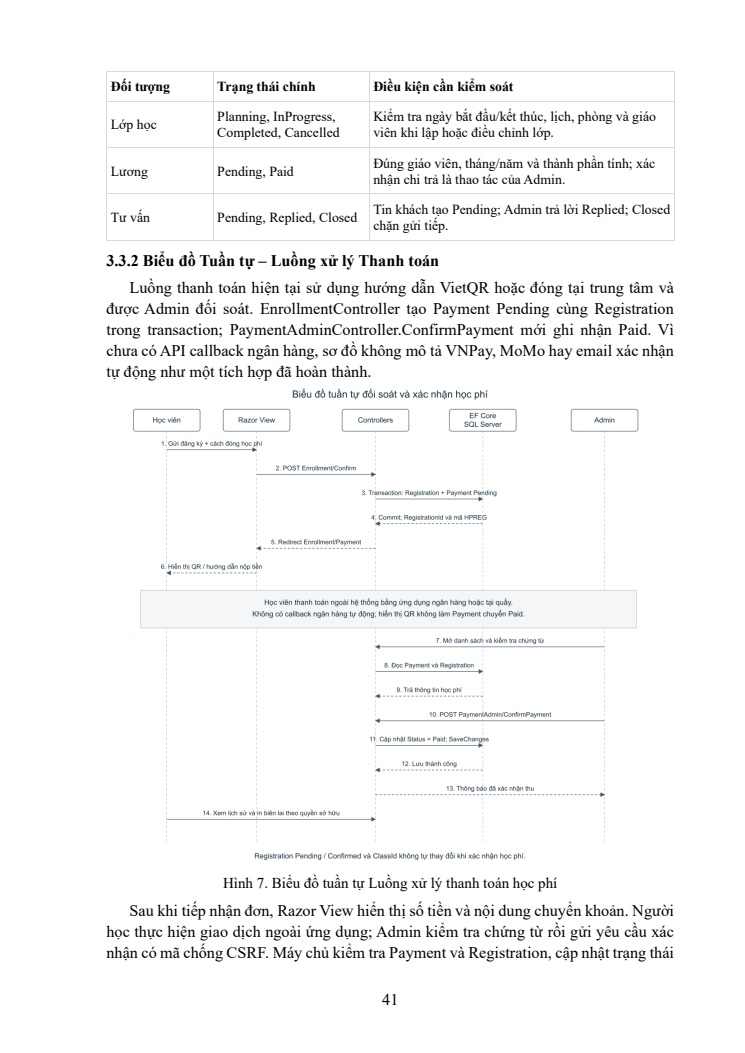 Đối tượng Trạng thái chính Điều kiện cần kiểm soát
Lớp học
Planning, InProgress,
Completed, Cancelled
Kiểm tra ngày bắt đầu/kết thúc, lịch, phòng và giáo
viên khi lập hoặc điều chỉnh lớp.
Lương
Pending, Paid
Đúng giáo viên, tháng/năm và thành phần tính; xác
nhận chi trả là thao tác của Admin.
Tư vấn
Pending, Replied, Closed
Tin khách tạo Pending; Admin trả lời Replied; Closed
chặn gửi tiếp.
3.3.2 Biểu đồ Tuần tự – Luồng xử lý Thanh toán
Luồng thanh toán hiện tại sử dụng hướng dẫn VietQR hoặc đóng tại trung tâm và
được Admin đối soát. EnrollmentController tạo Payment Pending cùng Registration
trong transaction; PaymentAdminController.ConfirmPayment mới ghi nhận Paid. Vì
chưa có API callback ngân hàng, sơ đồ không mô tả VNPay, MoMo hay email xác nhận
tự động như một tích hợp đã hoàn thành.
Biểu đồ tuần tự đối soát và xác nhận học phí
Học viên
Razor View
Controllers
EF Core
SQL Server
Admin
1. Gửi đăng ký + cách đóng học phí
2. POST Enrollment/Confirm
3. Transaction: Registration + Payment Pending
4. Commit; RegistrationId và mã HPREG
5. Redirect Enrollment/Payment
6. Hiển thị QR / hướng dẫn nộp tiền
Học viên thanh toán ngoài hệ thống bằng ứng dụng ngân hàng hoặc tại quầy.
Không có callback ngân hàng tự động; hiển thị QR không làm Payment chuyển Paid.
7. Mở danh sách và kiểm tra chứng từ
8. Đọc Payment và Registration
9. Trả thông tin học phí
10. POST PaymentAdmin/ConfirmPayment
11. Cập nhật Status = Paid; SaveChanges
12. Lưu thành công
13. Thông báo đã xác nhận thu
14. Xem lịch sử và in biên lai theo quyền sở hữu
Registration Pending / Confirmed và ClassId không tự thay đổi khi xác nhận học phí.
Hình 7. Biểu đồ tuần tự Luồng xử lý thanh toán học phí
Sau khi tiếp nhận đơn, Razor View hiển thị số tiền và nội dung chuyển khoản. Người
học thực hiện giao dịch ngoài ứng dụng; Admin kiểm tra chứng từ rồi gửi yêu cầu xác
nhận có mã chống CSRF. Máy chủ kiểm tra Payment và Registration, cập nhật trạng thái
41